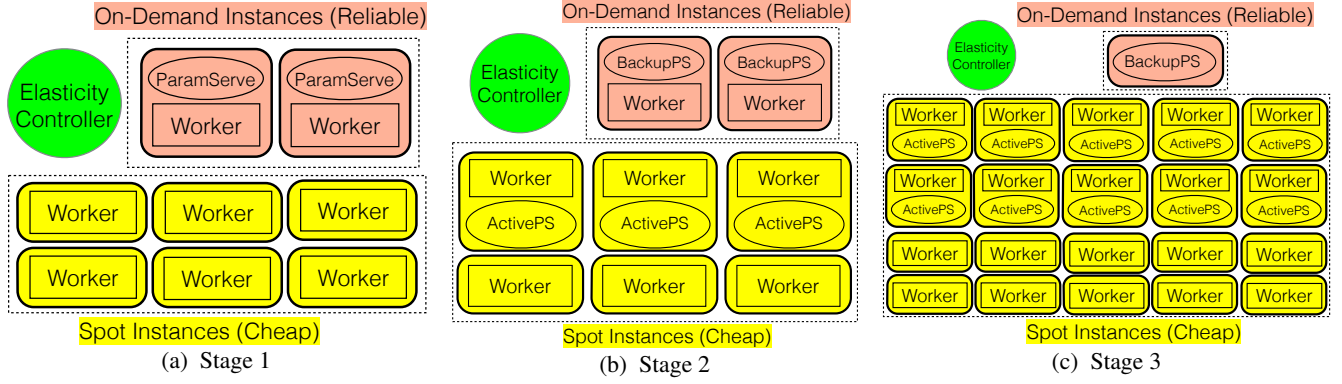 On-Demand Instances (Reliable)
Elasticity
Controller
ParamServe ParamServe
Worker Worker
Worker Worker Worker
Worker Worker Worker
Spot Instances (Cheap)
(a) Stage 1
On-Demand Instances (Reliable)
Elasticity
Controller
BackupPS BackupPS
Worker Worker
Worker Worker Worker
ActivePS ActivePS ActivePS
Worker Worker Worker
Spot Instances (Cheap)
(b) Stage 2
On-Demand Instances (Reliable)
Elasticity
Controller
BackupPS
Worker Worker Worker Worker Worker
ActivePS ActivePS ActivePS ActivePS ActivePS
Worker Worker Worker Worker Worker
ActivePS ActivePS ActivePS ActivePS ActivePS
Worker Worker Worker Worker Worker
Worker Worker Worker Worker Worker
Spot Instances (Cheap)
(c) Stage 3